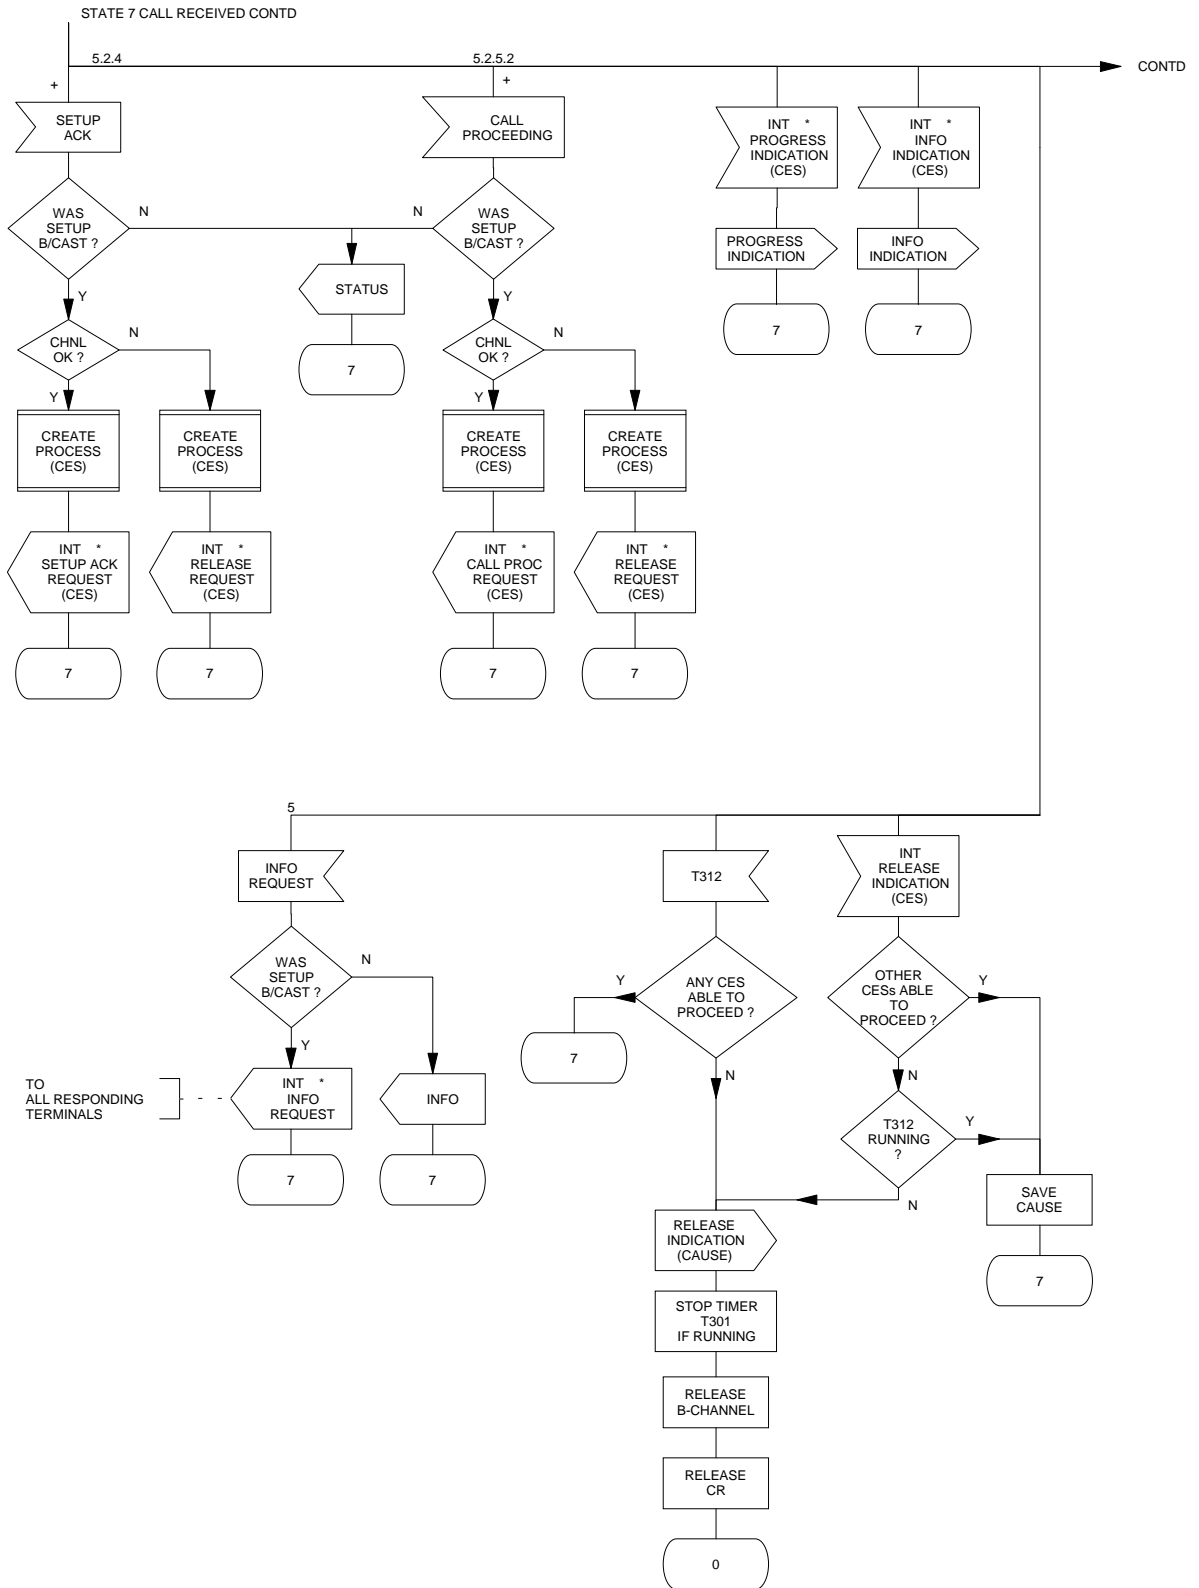 STATE 7 CALL RECEIVED CONTD
5.2.4
5.2.5.2
CONTD
+
+
SETUP
ACK
CALL
PROCEEDING
INT *
PROGRESS
INDICATION
(CES)
INT *
INFO
INDICATION
(CES)
WAS
SETUP
B/CAST ?
N
N
WAS
SETUP
B/CAST ?
PROGRESS
INDICATION
INFO
INDICATION
STATUS
Y
Y
7
7
CHNL
OK ?
N
7
CHNL
OK ?
N
Y
Y
CREATE
PROCESS
(CES)
CREATE
PROCESS
(CES)
CREATE
PROCESS
(CES)
CREATE
PROCESS
(CES)
INT *
SETUP ACK
REQUEST
(CES)
INT *
RELEASE
REQUEST
(CES)
INT *
CALL PROC
REQUEST
(CES)
INT *
RELEASE
REQUEST
(CES)
7
7
7
7
5
INFO
REQUEST
T312
INT
RELEASE
INDICATION
(CES)
WAS
SETUP
B/CAST ?
N
Y
ANY CES
ABLE TO
PROCEED ?
OTHER
CESs ABLE
TO
PROCEED ?
Y
Y
7
N
N
TO
ALL RESPONDING
TERMINALS
INT *
INFO
REQUEST
INFO
T312
RUNNING
?
Y
7
7
N
SAVE
CAUSE
RELEASE
INDICATION
(CAUSE)
7
STOP TIMER
T301
IF RUNNING
RELEASE
B-CHANNEL
RELEASE
CR
0